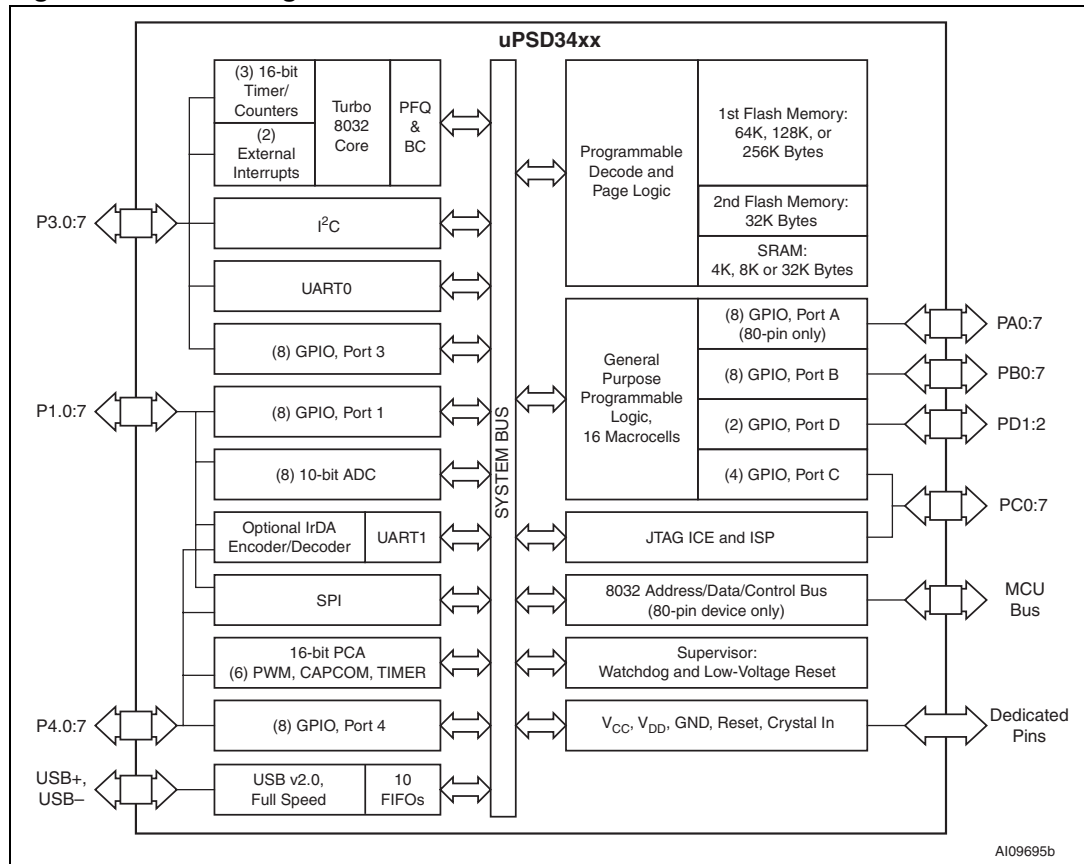 uPSD34xx
(3) 16-bit
Timer/
Counters
(2)
External
Interrupts
Turbo
8032
Core
PFQ
&
BC
P3.0:7
I²C
UART0
(8) GPIO, Port 3
P1.0:7
(8) GPIO, Port 1
(8) 10-bit ADC
Optional IrDA
Encoder/Decoder
UART1
SPI
16-bit PCA
(6) PWM, CAPCOM, TIMER
P4.0:7
(8) GPIO, Port 4
USB+,
USB–
USB v2.0,
Full Speed
10
FIFOs
SYSTEM BUS
Programmable
Decode and
Page Logic
1st Flash Memory:
64K, 128K, or
256K Bytes
2nd Flash Memory:
32K Bytes
SRAM:
4K, 8K or 32K Bytes
General
Purpose
Programmable
Logic,
16 Macrocells
(8) GPIO, Port A
(80-pin only)
(8) GPIO, Port B
(2) GPIO, Port D
(4) GPIO, Port C
PA0:7
PB0:7
PD1:2
PC0:7
JTAG ICE and ISP
8032 Address/Data/Control Bus
(80-pin device only)
MCU
Bus
Supervisor:
Watchdog and Low-Voltage Reset
VCC, VDD, GND, Reset, Crystal In
Dedicated
Pins
AI09695b